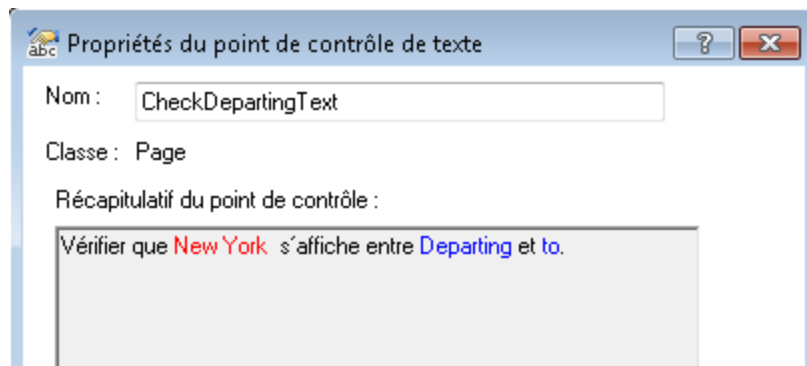 abc Propriétés du point de contrôle de texte ?
Nom : CheckDepartingText
Classe : Page
Récapitulatif du point de contrôle :
Vérifier que New York s´affiche entre Departing et to.